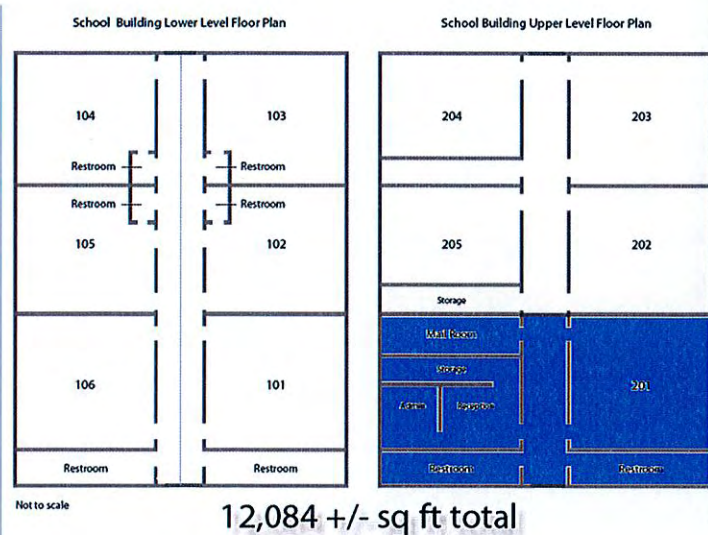 School Building Lower Level Floor Plan
School Building Upper Level Floor Plan
104
103
Restroom
Restroom
Restroom
Restroom
105
102
106
101
Restroom
Restroom
204
203
205
202
Storage
Mail Room
Storage
Admin
Reception
201
Restroom
Restroom
Not to scale
12,084 +/- sq ft total